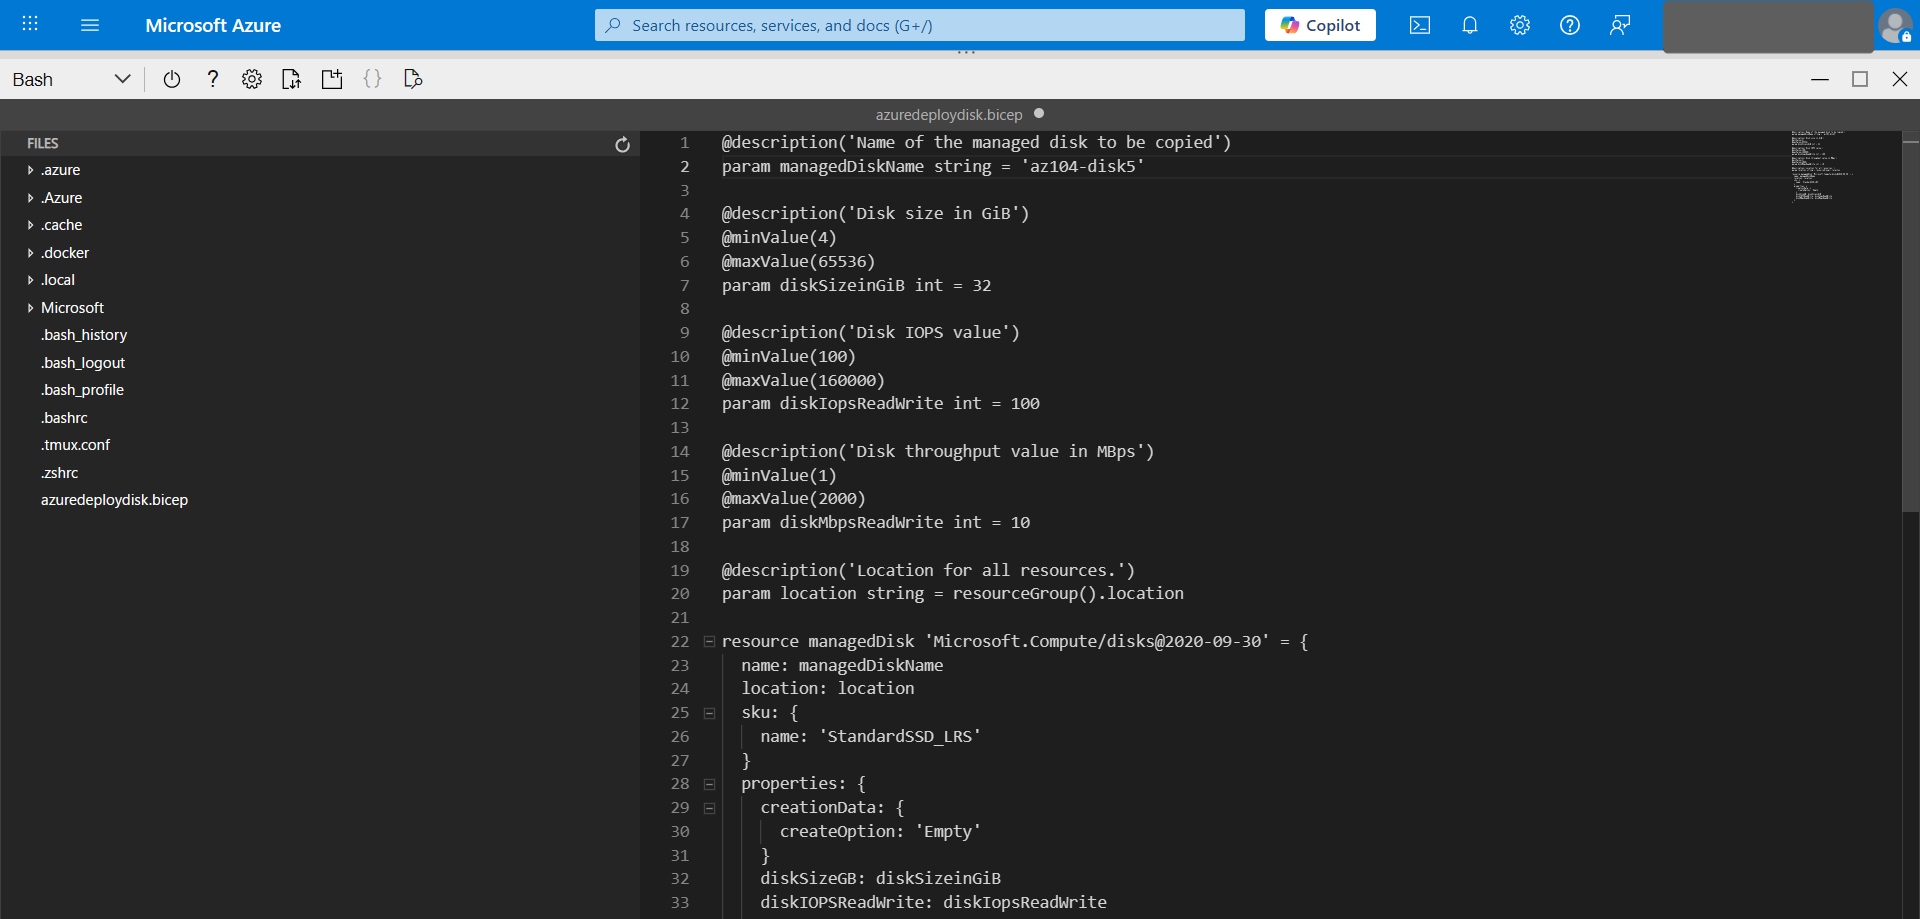 Microsoft Azure
Search resources, services, and docs (G+/)
Copilot
Bash
azuredeploydisk.bicep
FILES
.azure
.Azure
.cache
.docker
.local
Microsoft
.bash_history
.bash_logout
.bash_profile
.bashrc
.tmux.conf
.zshrc
azuredeploydisk.bicep
1 @description('Name of the managed disk to be copied')
2 param managedDiskName string = 'az104-disk5'
3
4 @description('Disk size in GiB')
5 @minValue(4)
6 @maxValue(65536)
7 param diskSizeinGiB int = 32
8
9 @description('Disk IOPS value')
10 @minValue(100)
11 @maxValue(160000)
12 param diskIopsReadWrite int = 100
13
14 @description('Disk throughput value in MBps')
15 @minValue(1)
16 @maxValue(2000)
17 param diskMbpsReadWrite int = 10
18
19 @description('Location for all resources.')
20 param location string = resourceGroup().location
21
22 resource managedDisk 'Microsoft.Compute/disks@2020-09-30' = {
23 name: managedDiskName
24 location: location
25 sku: {
26 name: 'StandardSSD_LRS'
27 }
28 properties: {
29 creationData: {
30 createOption: 'Empty'
31 }
32 diskSizeGB: diskSizeinGiB
33 diskIOPSReadWrite: diskIopsReadWrite